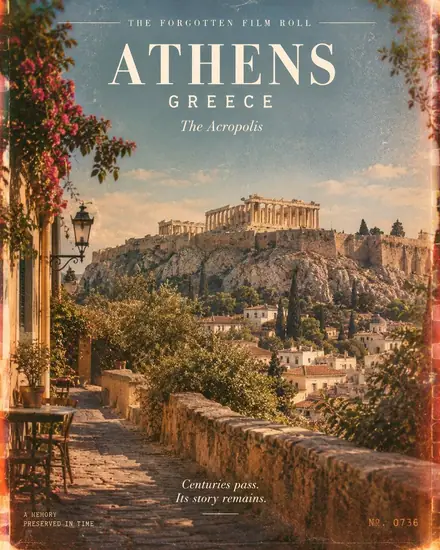 THE FORGOTTEN FILM ROLL
ATHENS
GREECE
The Acropolis
Centuries pass.
Its story remains.
A MEMORY
PRESERVED IN TIME
NR. 0736